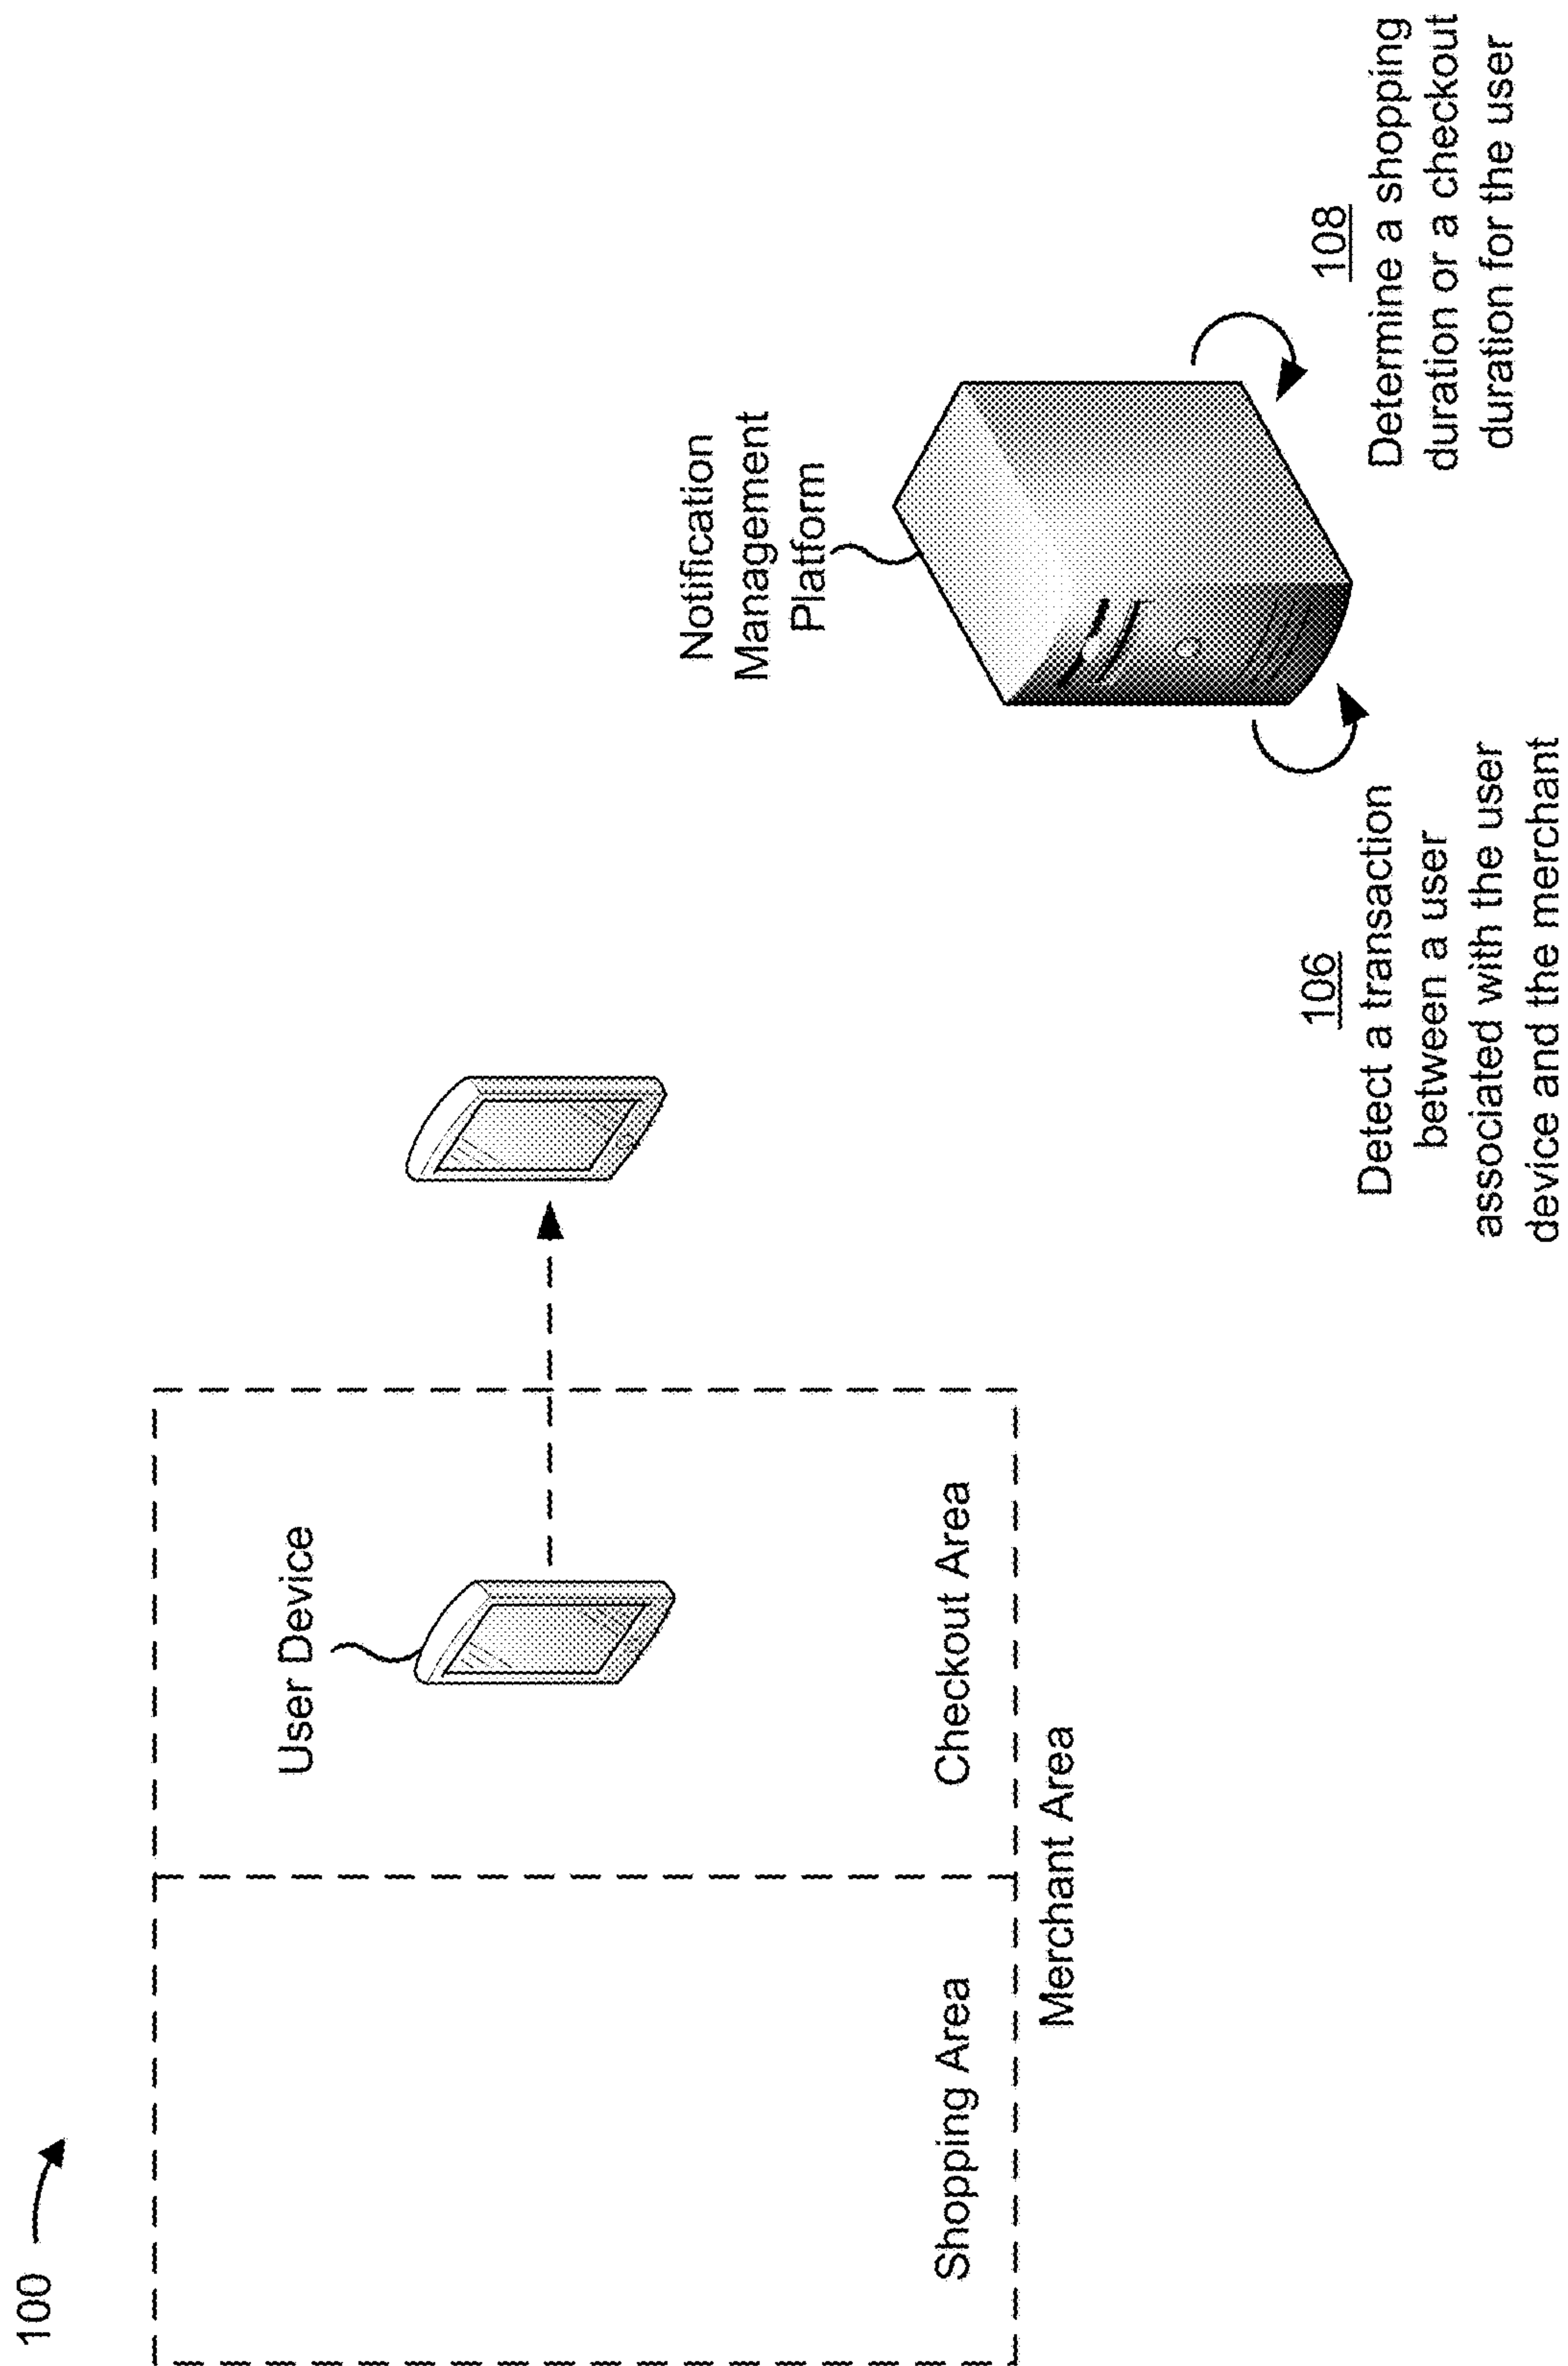 100
User Device
Shopping Area
Checkout Area
Merchant Area
Notification
Management
Platform
106
Detect a transaction
between a user
associated with the user
device and the merchant
108
Determine a shopping
duration or a checkout
duration for the user